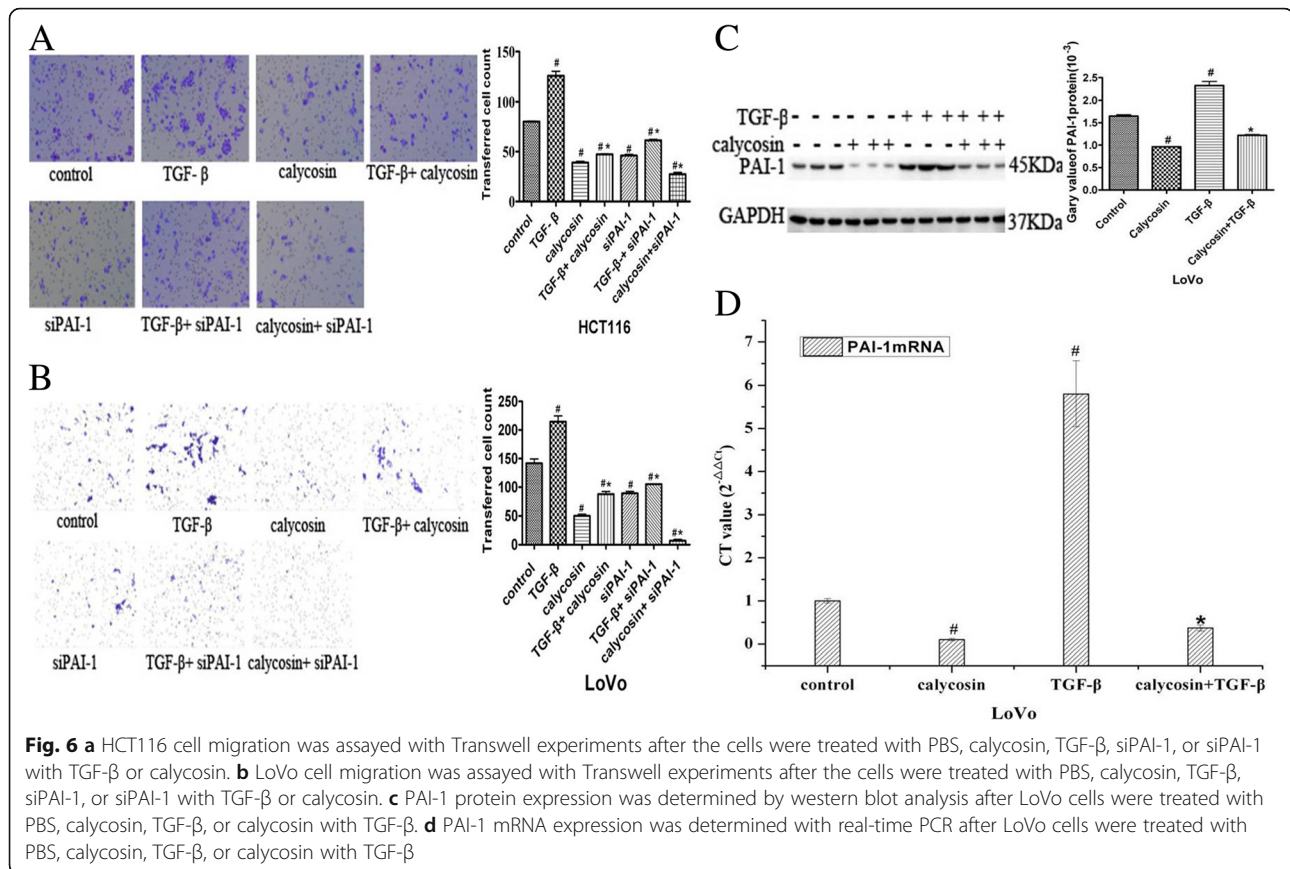 A
control
TGF- β
calycosin
TGF-β+ calycosin
siPAI-1
TGF-β+ siPAI-1
calycosin+ siPAI-1
Transferred cell count
150
100
50
0
control
TGF-β
calycosin
TGF-β+ calycosin
siPAI-1
TGF-β-+ siPAI-1
calycosin+siPAI-1
# # #* # #* #*
HCT116
B
control
TGF-β
calycosin
TGF-β+ calycosin
siPAI-1
TGF-β+ siPAI-1
calycosin+ siPAI-1
Transferred cell count
250
200
150
100
50
0
control
TGF-β
calycosin
TGF-β+ calycosin
siPAI-1
TGF-β+ siPAI-1
calycosin+ siPAI-1
# # #* # #* #*
LoVo
C
TGF-β - - - - - - + + + + + +
calycosin - - - + + + - - - + + +
PAI-1 45KDa
GAPDH 37KDa
Gary valueof PAI-1protein(10⁻³)
2.5
2.0
1.5
1.0
0.5
0.0
# # *
Control
Calycosin
TGF-β
Calycosin+TGF-β
LoVo
D
PAI-1mRNA
CT value (2^-ΔΔCt)
7
6
5
4
3
2
1
0
# # *
control
calycosin
TGF-β
calycosin+TGF-β
LoVo
Fig. 6 a HCT116 cell migration was assayed with Transwell experiments after the cells were treated with PBS, calycosin, TGF-β, siPAI-1, or siPAI-1
with TGF-β or calycosin. b LoVo cell migration was assayed with Transwell experiments after the cells were treated with PBS, calycosin, TGF-β,
siPAI-1, or siPAI-1 with TGF-β or calycosin. c PAI-1 protein expression was determined by western blot analysis after LoVo cells were treated with
PBS, calycosin, TGF-β, or calycosin with TGF-β. d PAI-1 mRNA expression was determined with real-time PCR after LoVo cells were treated with
PBS, calycosin, TGF-β, or calycosin with TGF-β